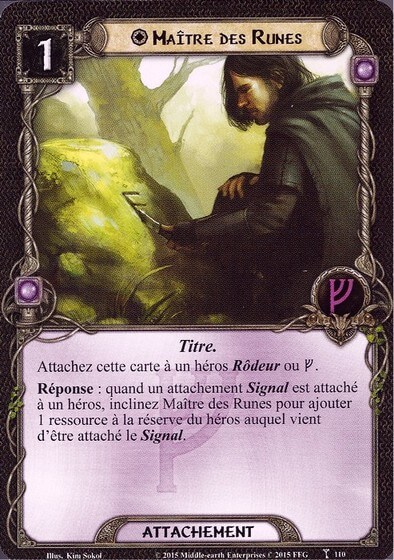 1
MAÎTRE DES RUNES
Titre.
Attachez cette carte à un héros Rôdeur ou ᚠ.
Réponse : quand un attachement Signal est attaché
à un héros, inclinez Maître des Runes pour ajouter
1 ressource à la réserve du héros auquel vient
d'être attaché le Signal.
ATTACHEMENT
Illus. Kim Sokol
© 2015 Middle-earth Enterprises © 2015 FFG
110